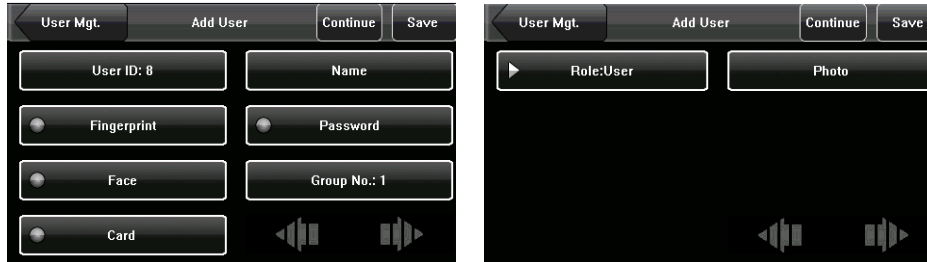 User Mgt. Add User Continue Save
User ID: 8 Name
Fingerprint Password
Face Group No.: 1
Card
User Mgt. Add User Continue Save
Role:User Photo